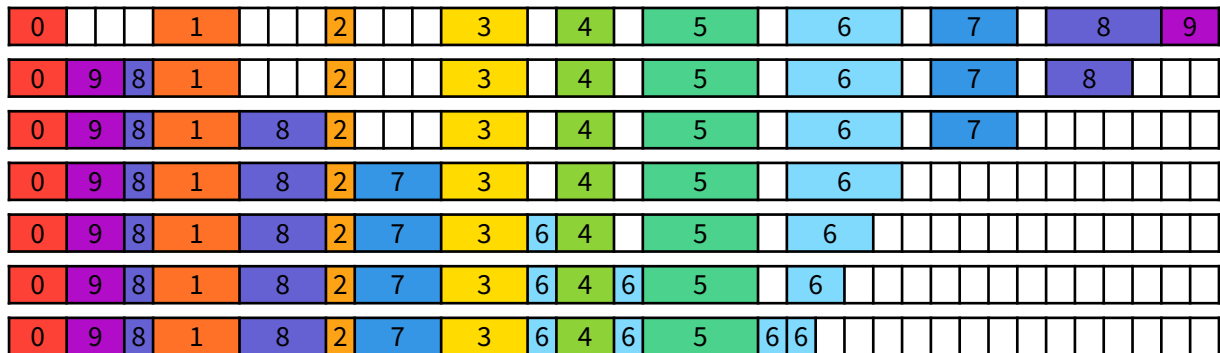 0 1 2 3 4 5 6 7 8 9
0 9 8 1 2 3 4 5 6 7 8
0 9 8 1 8 2 3 4 5 6 7
0 9 8 1 8 2 7 3 4 5 6
0 9 8 1 8 2 7 3 6 4 5 6
0 9 8 1 8 2 7 3 6 4 6 5 6
0 9 8 1 8 2 7 3 6 4 6 5 6 6